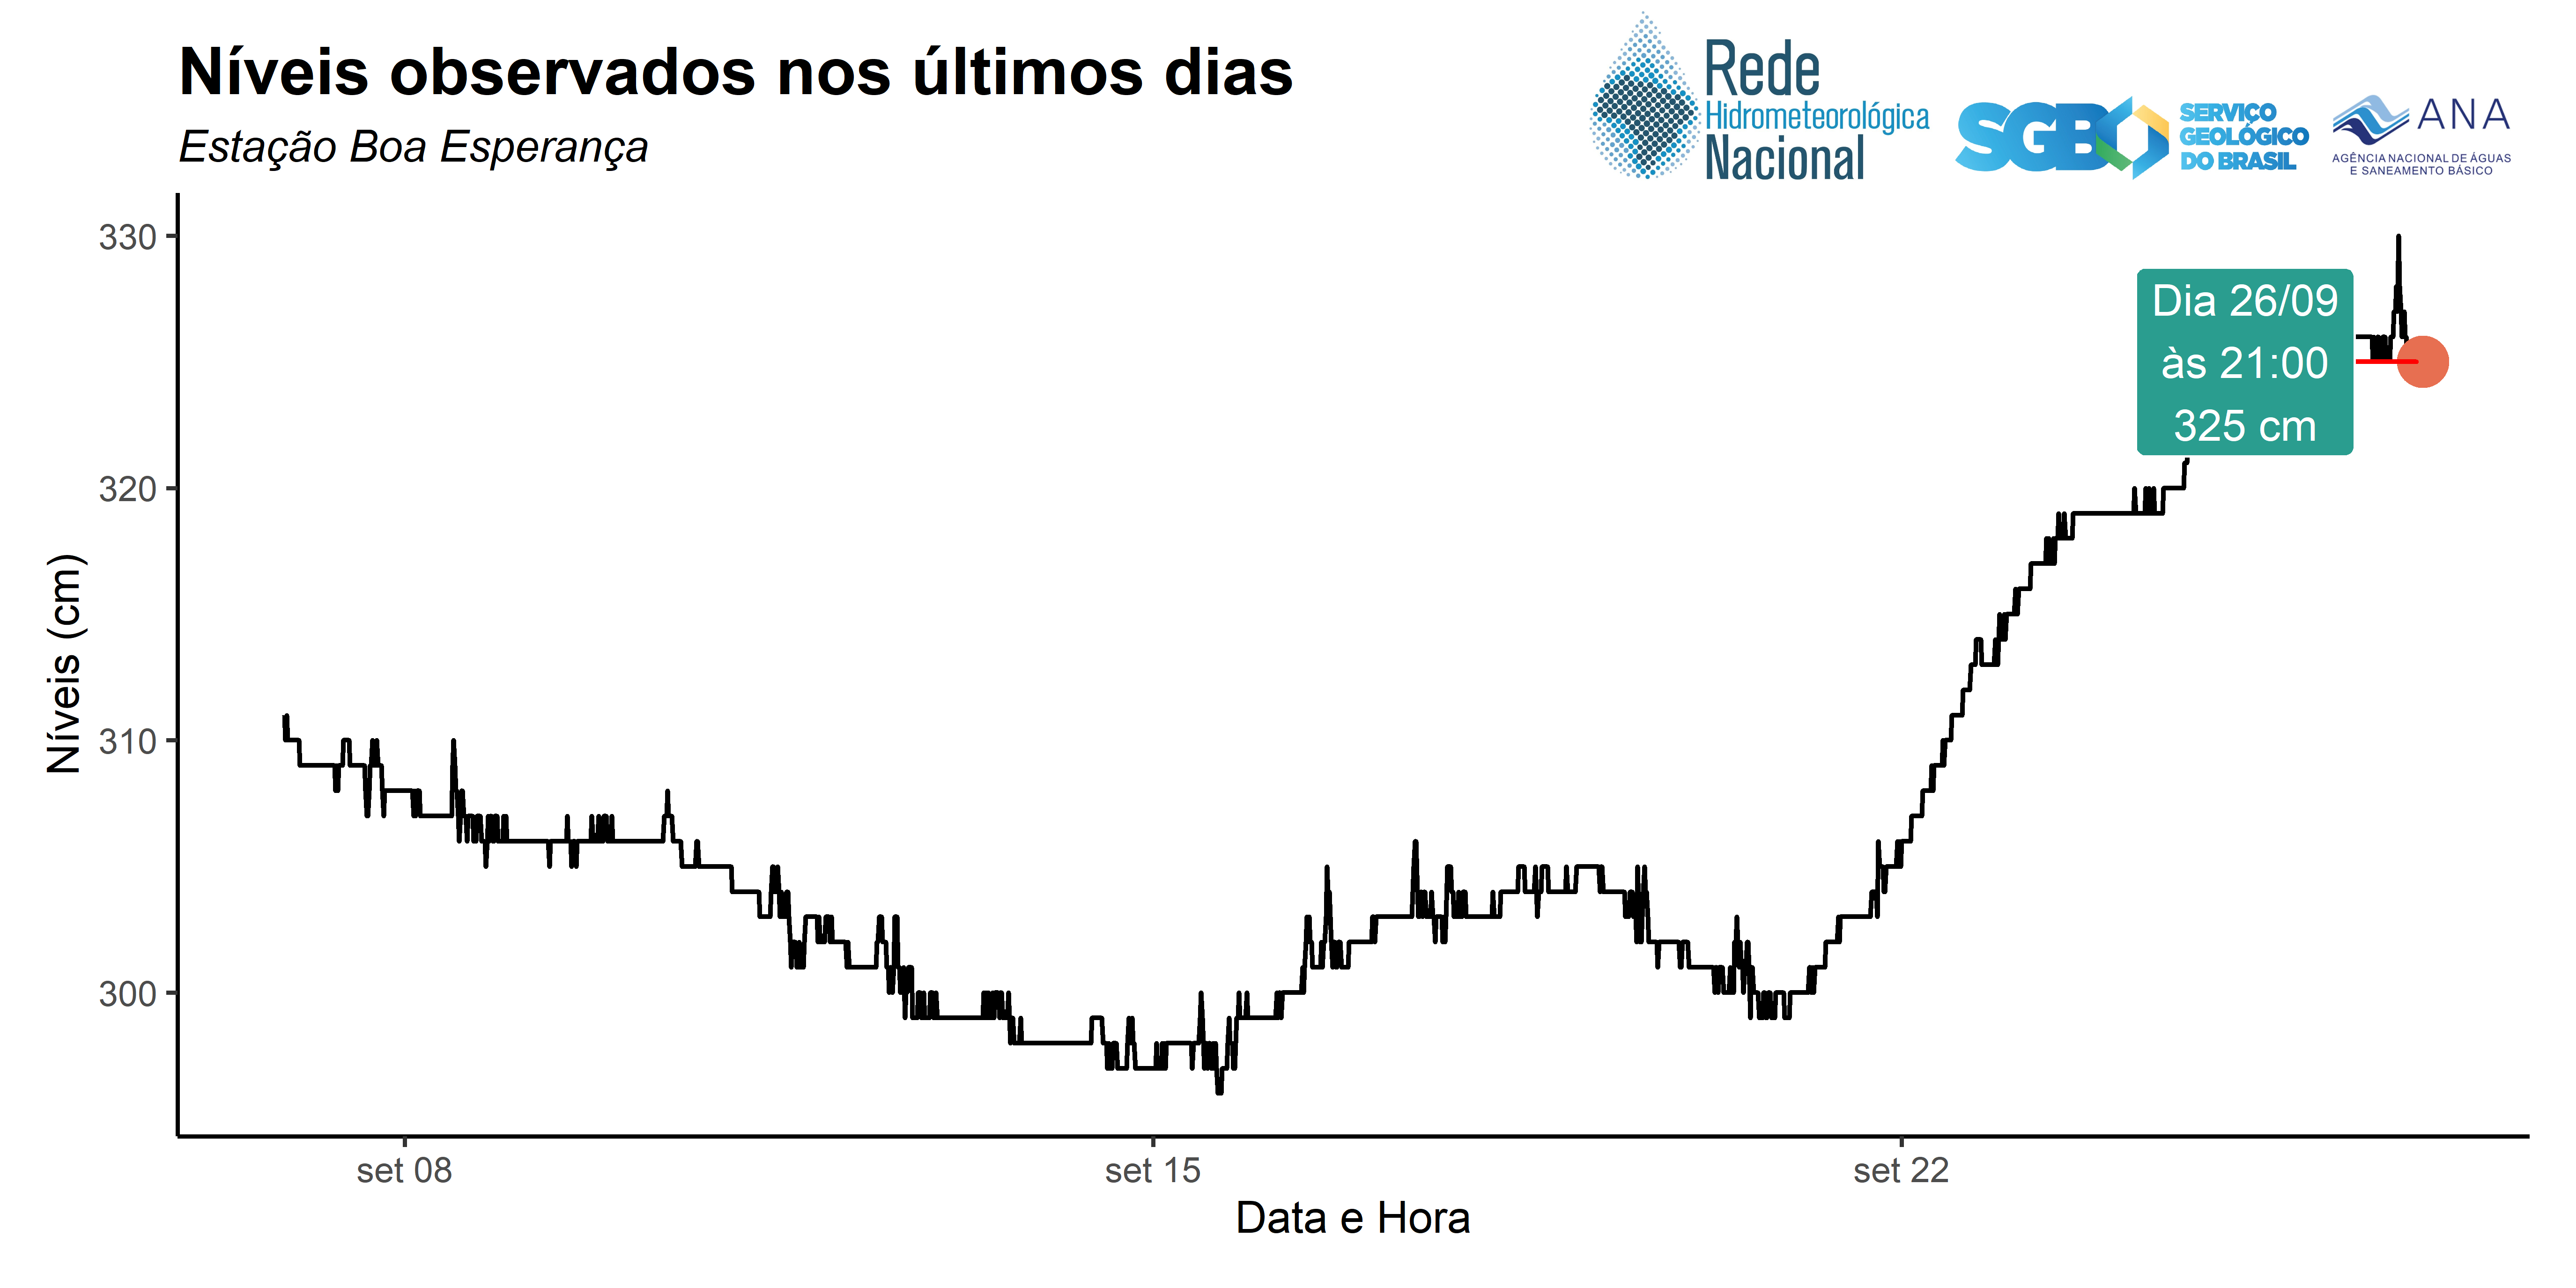 Níveis observados nos últimos dias
Estação Boa Esperança
Rede
Hidrometeorológica
Nacional
SGB
SERVIÇO
GEOLÓGICO
DO BRASIL
ANA
AGÊNCIA NACIONAL DE ÁGUAS
E SANEAMENTO BÁSICO
330
320
310
300
Níveis (cm)
Dia 26/09
às 21:00
325 cm
set 08
set 15
set 22
Data e Hora